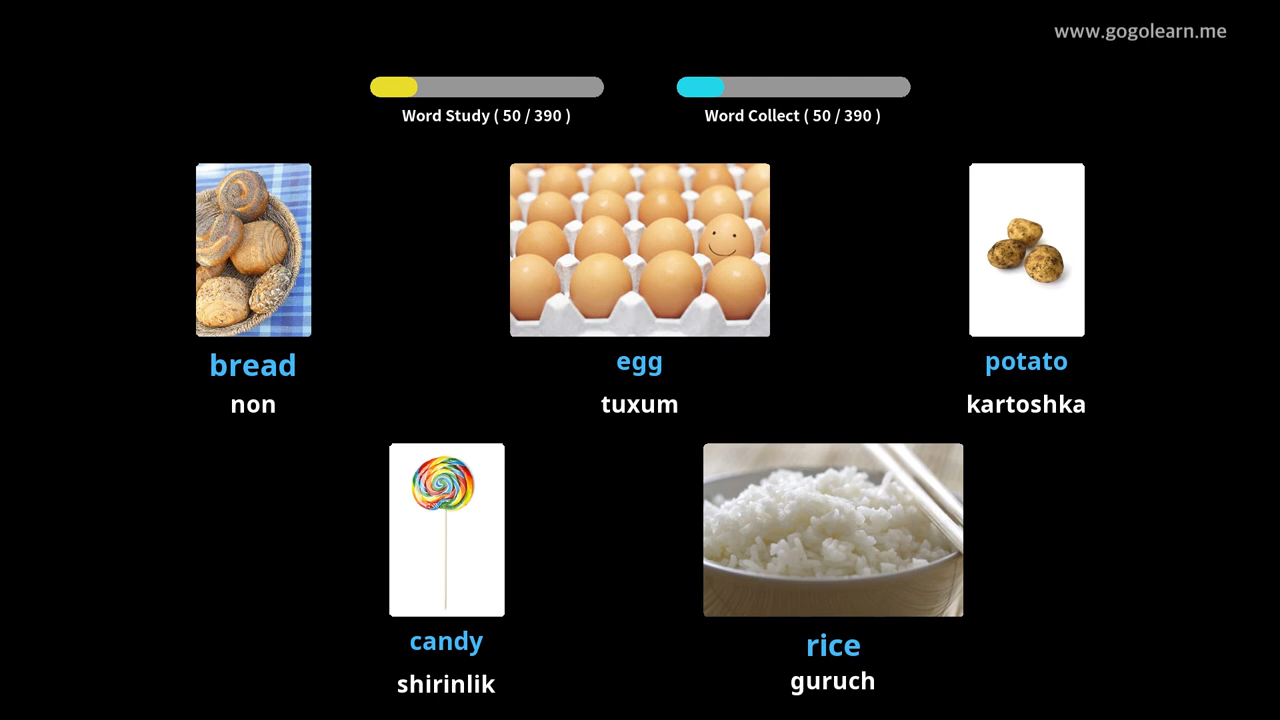 www.gogolearn.me
Word Study ( 50 / 390 )
Word Collect ( 50 / 390 )
bread
non
egg
tuxum
potato
kartoshka
candy
shirinlik
rice
guruch